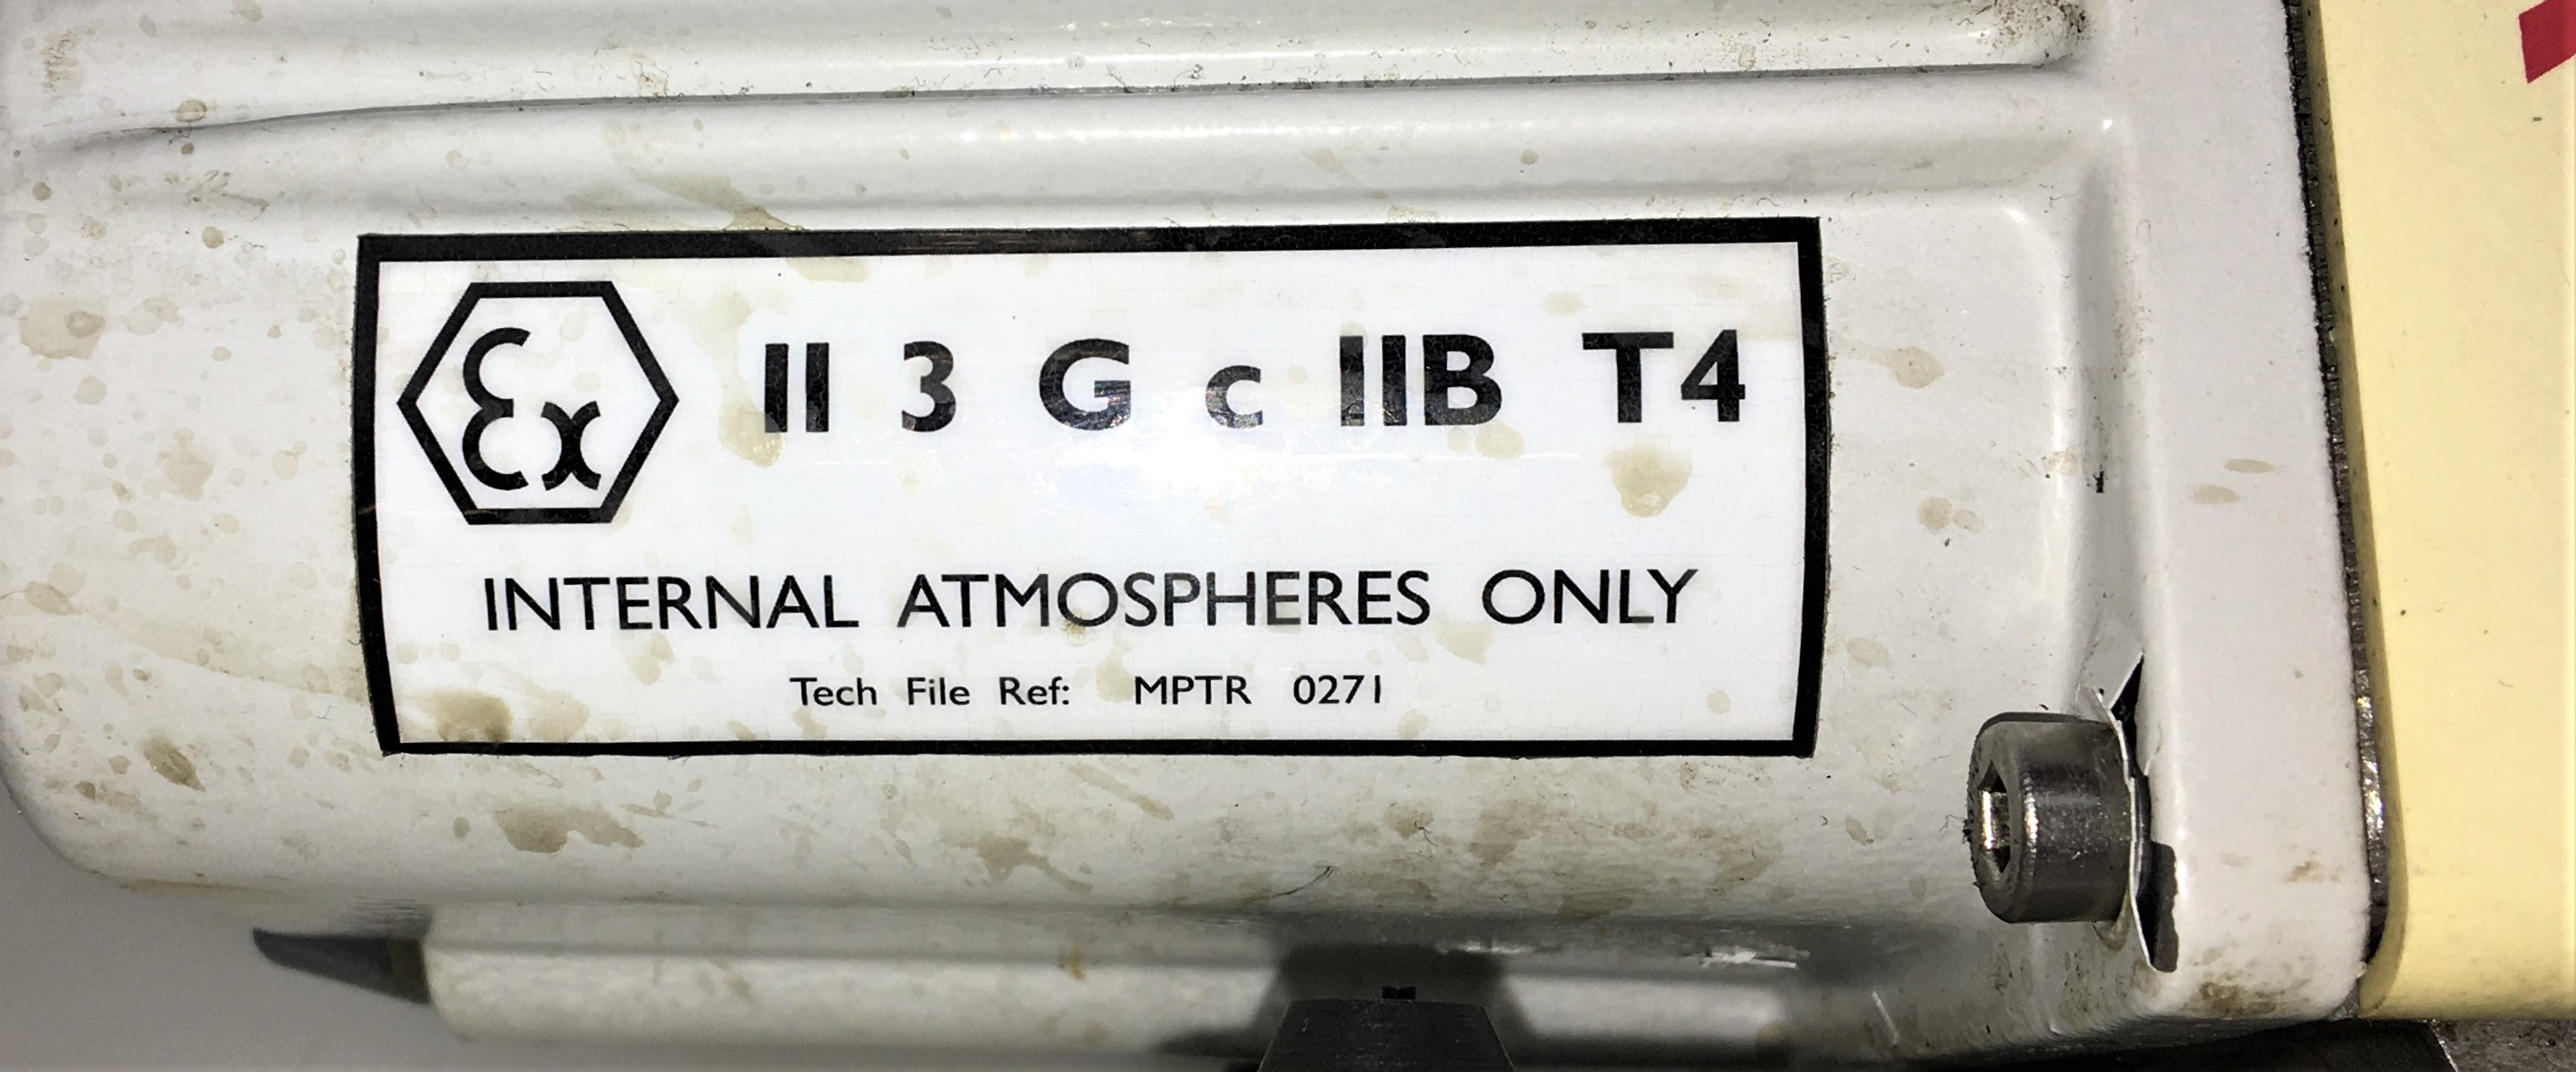 Ex II 3 G c IIB T4
INTERNAL ATMOSPHERES ONLY
Tech File Ref: MPTR 0271